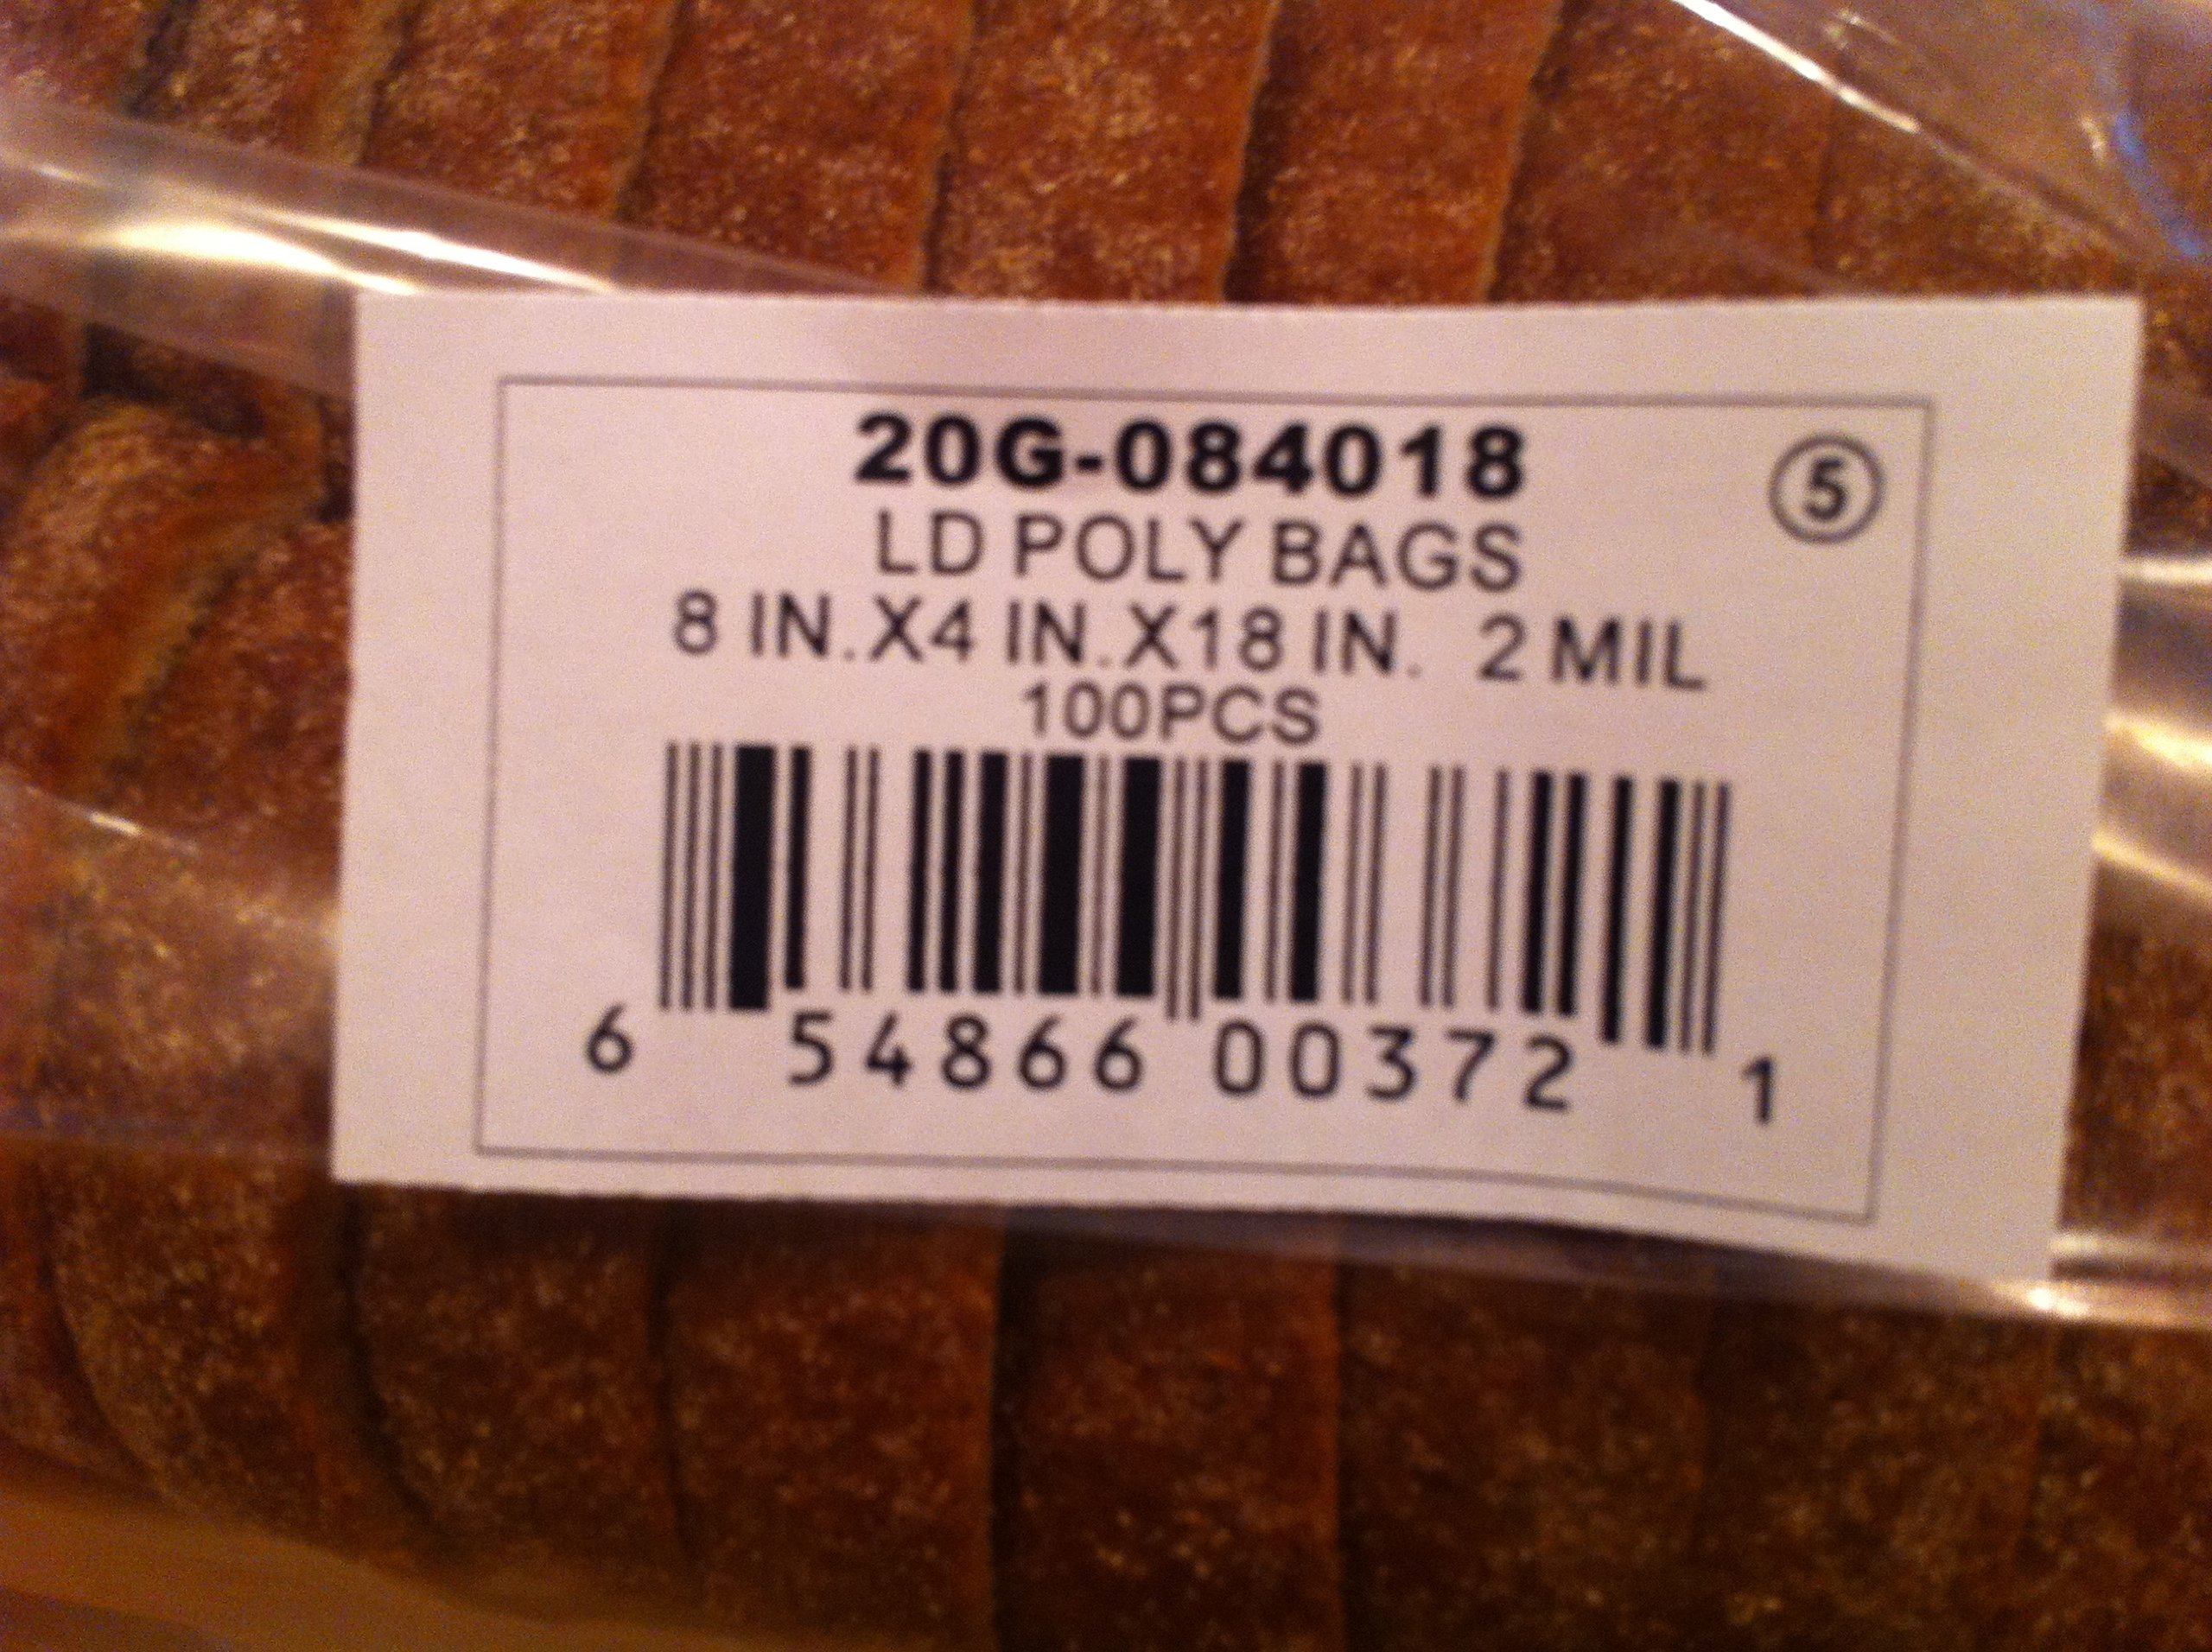 20G-084018
5
LD POLY BAGS
8 IN.X4 IN.X18 IN. 2 MIL
100PCS
6 54866 00372 1